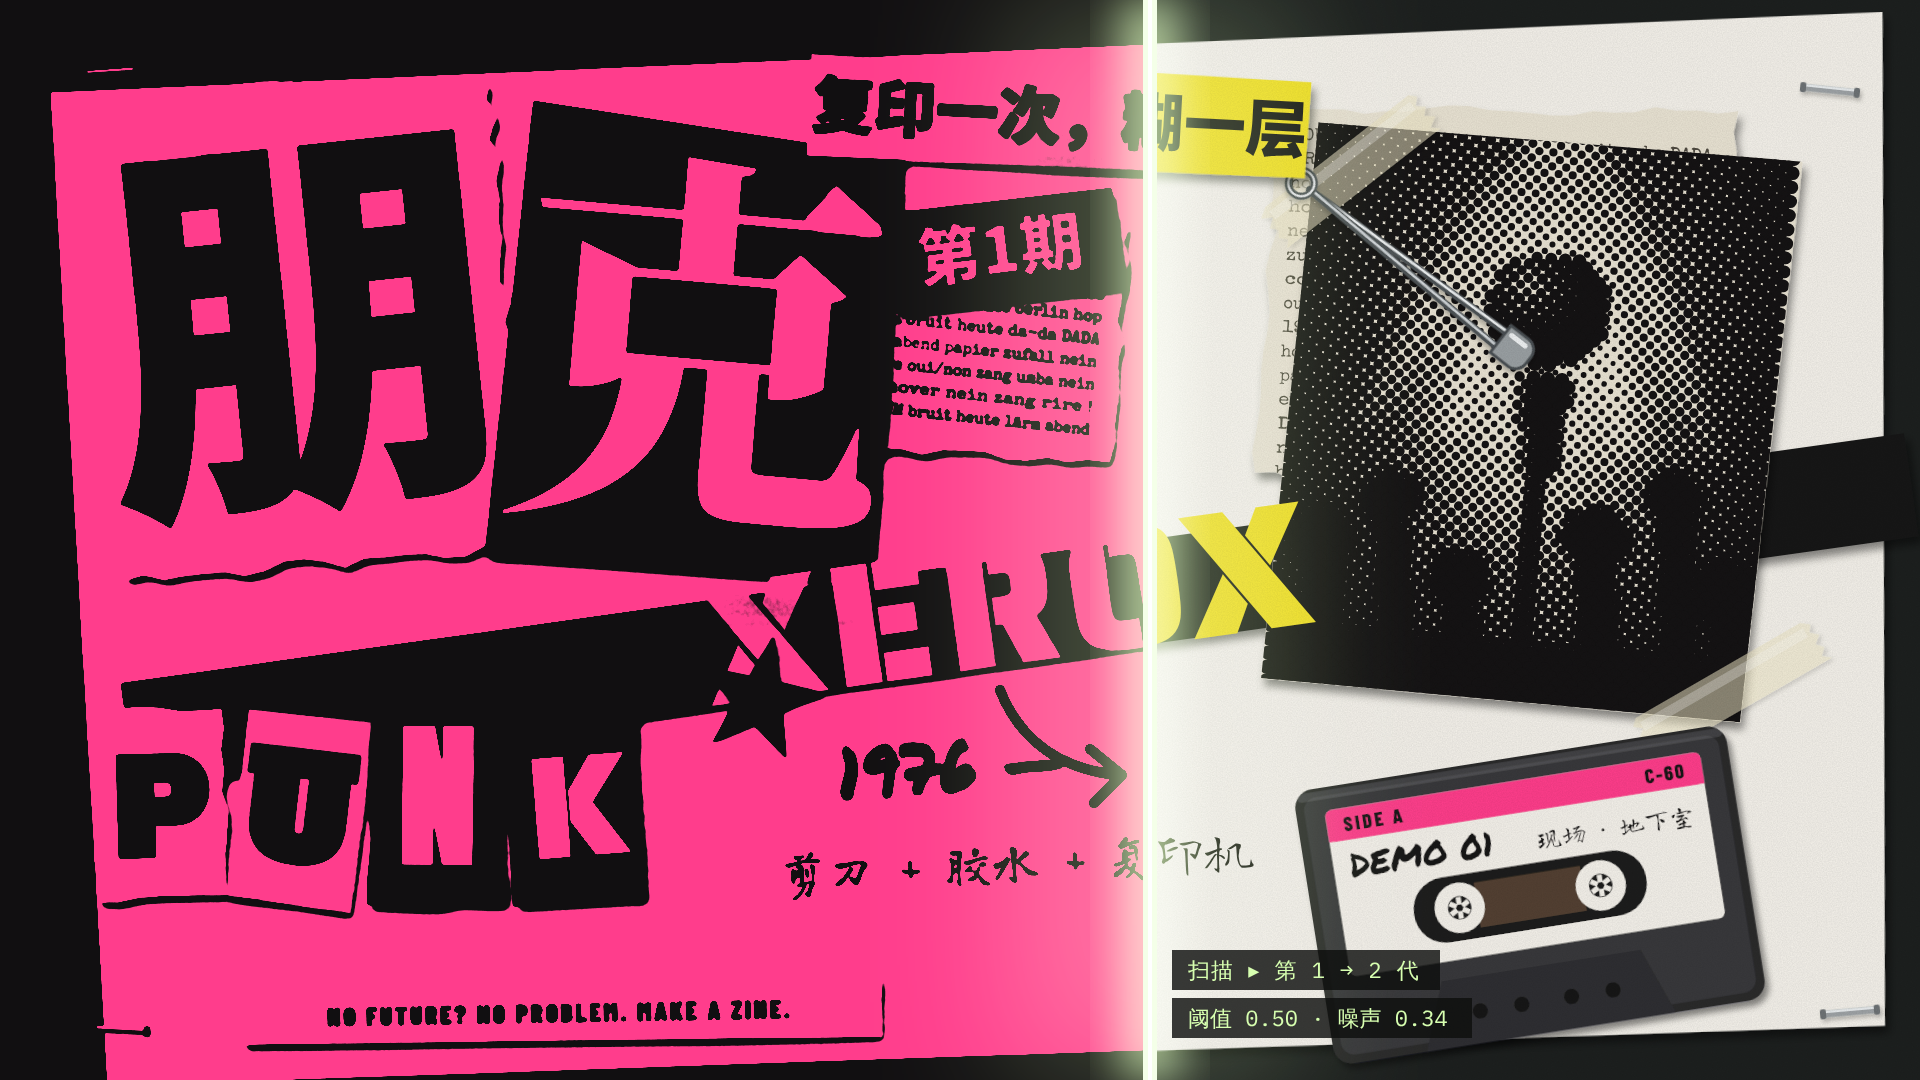 复印一次，糊一层
朋克
第1期
berlin hop
bruit heute da-da DADA
abend papier zufall nein
oui/non zang umba nein
nein zang rire !
bruit heute lärm abend
XEROX
PUNK
1976
剪刀 + 胶水 + 复印机
NO FUTURE? NO PROBLEM. MAKE A ZINE.
SIDE A
C-60
DEMO 01
现场 · 地下室
扫描 ▸ 第 1 → 2 代
阈值 0.50 · 噪声 0.34